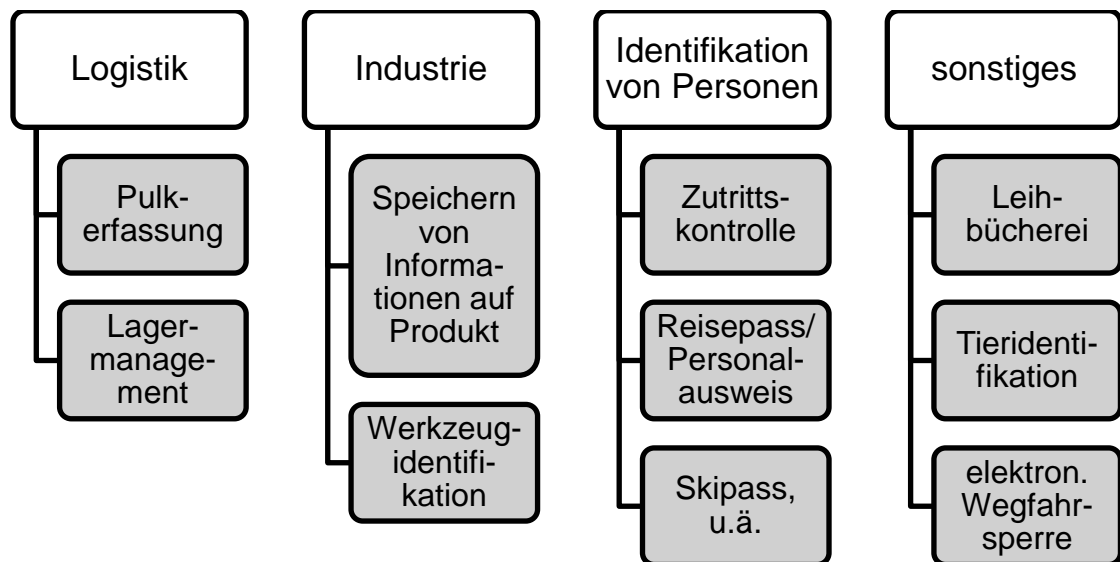 Logistik
Pulk-
erfassung
Lager-
manage-
ment
Industrie
Speichern
von
Informa-
tionen auf
Produkt
Werkzeug-
identifi-
kation
Identifikation
von Personen
Zutritts-
kontrolle
Reisepass/
Personal-
ausweis
Skipass,
u.ä.
sonstiges
Leih-
bücherei
Tieridenti-
fikation
elektron.
Wegfahr-
sperre